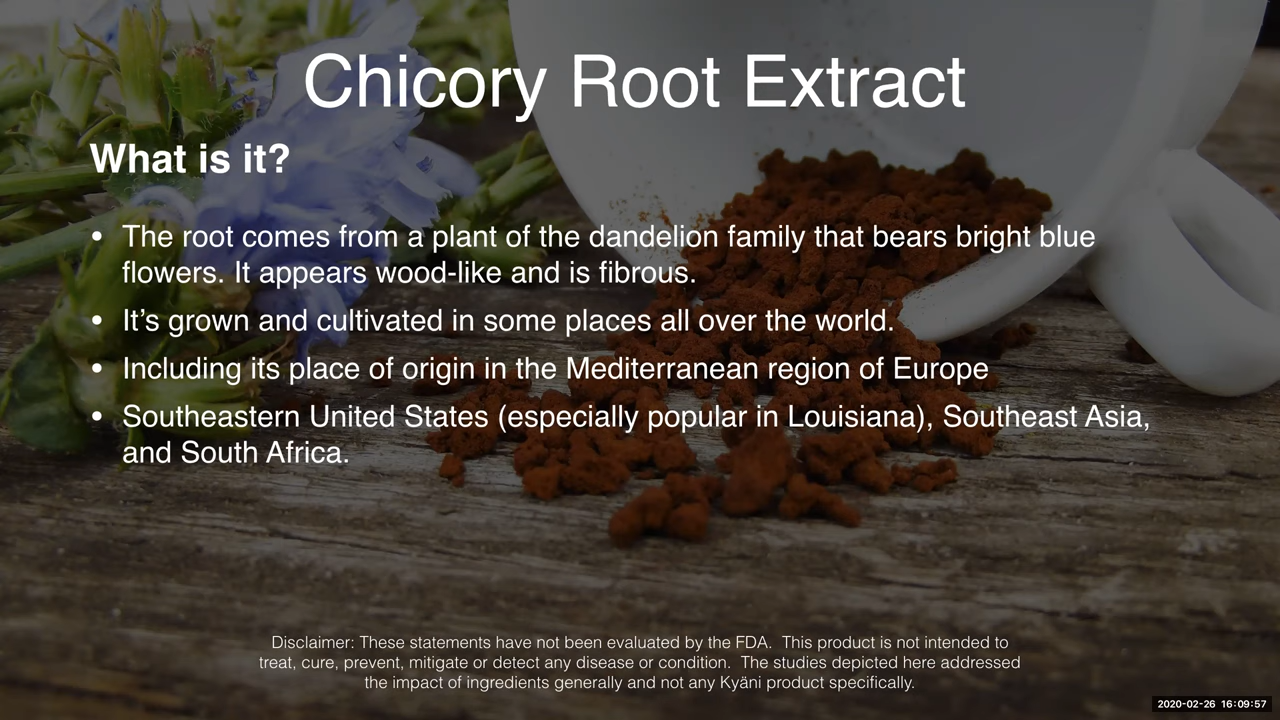 Chicory Root Extract
What is it?
• The root comes from a plant of the dandelion family that bears bright blue
flowers. It appears wood-like and is fibrous.
• It’s grown and cultivated in some places all over the world.
• Including its place of origin in the Mediterranean region of Europe
• Southeastern United States (especially popular in Louisiana), Southeast Asia,
and South Africa.
Disclaimer: These statements have not been evaluated by the FDA.  This product is not intended to
treat, cure, prevent, mitigate or detect any disease or condition.  The studies depicted here addressed
the impact of ingredients generally and not any Kyäni product specifically.
2020-02-26 16:09:57